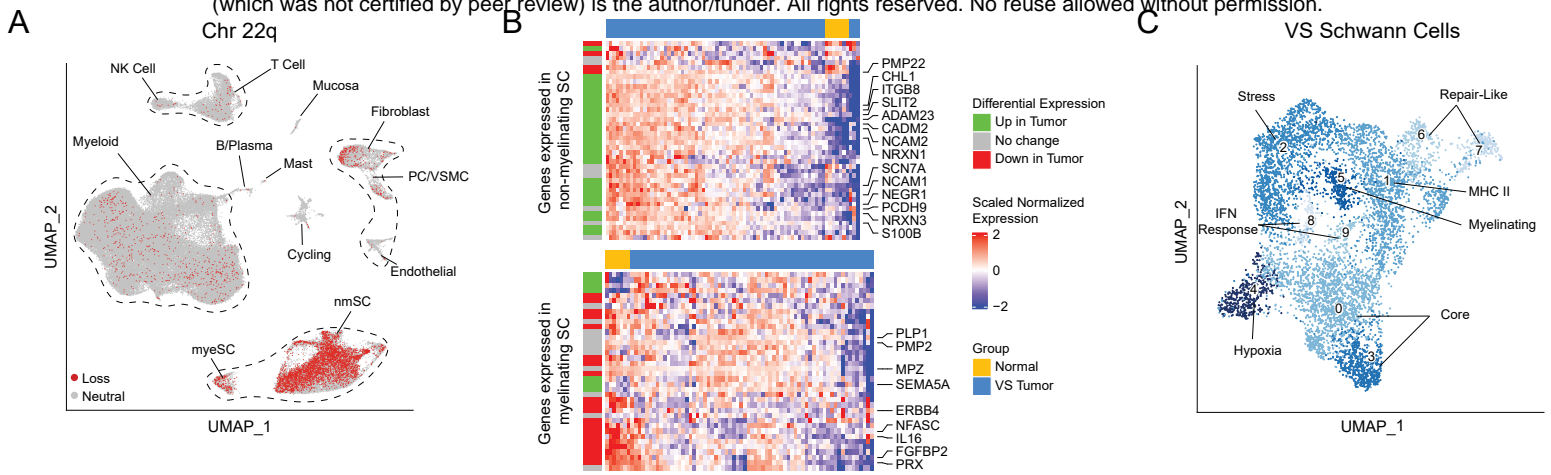 (which was not certified by peer review) is the author/funder. All rights reserved. No reuse allowed without permission.
A
Chr 22q
NK Cell
T Cell
Mucosa
Fibroblast
Myeloid
B/Plasma
Mast
PC/VSMC
Cycling
Endothelial
nmSC
myeSC
Loss
Neutral
UMAP_2
UMAP_1
B
Genes expressed in
non-myelinating SC
PMP22
CHL1
ITGB8
SLIT2
ADAM23
CADM2
NCAM2
NRXN1
SCN7A
NCAM1
NEGR1
PCDH9
NRXN3
S100B
Genes expressed in
myelinating SC
PLP1
PMP2
MPZ
SEMA5A
ERBB4
NFASC
IL16
FGFBP2
PRX
Differential Expression
Up in Tumor
No change
Down in Tumor
Scaled Normalized
Expression
2
0
−2
Group
Normal
VS Tumor
C
VS Schwann Cells
Stress
Repair-Like
6
2
7
5
1
MHC II
IFN
Response
8
Myelinating
9
4
0
Core
Hypoxia
3
UMAP_2
UMAP_1